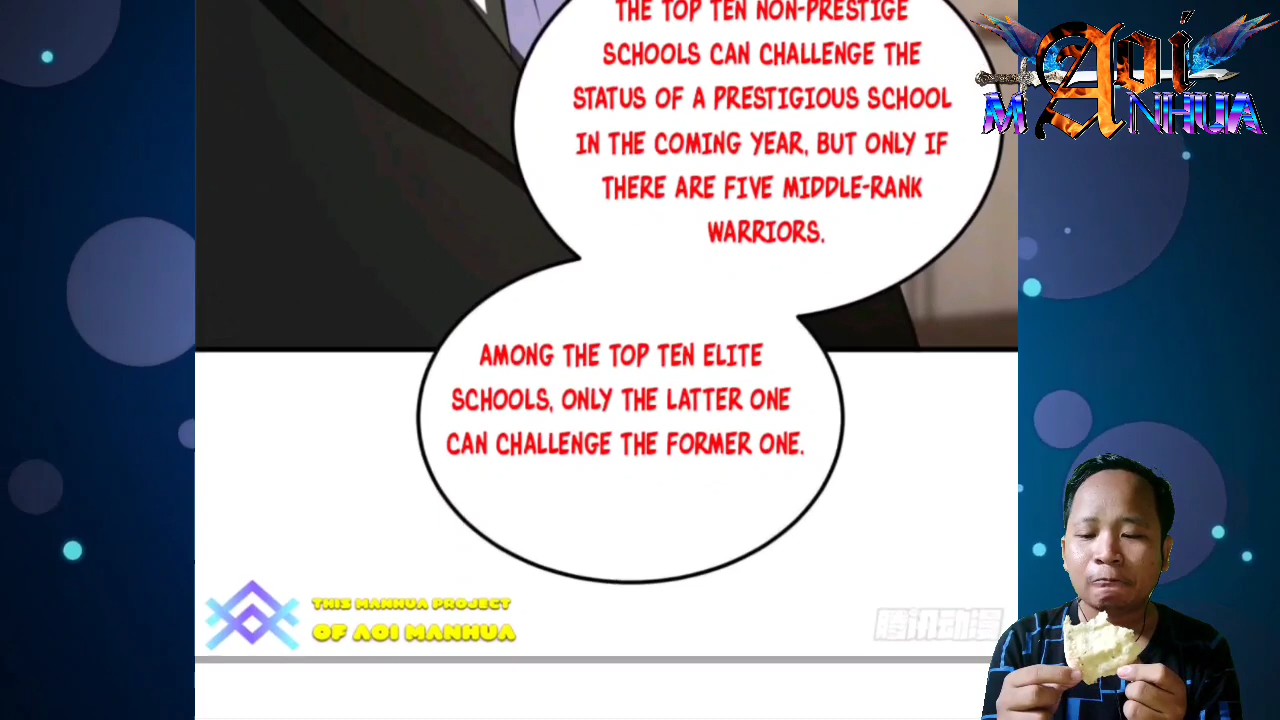 THE TOP TEN NON-PRESTIGE
SCHOOLS CAN CHALLENGE THE
STATUS OF A PRESTIGIOUS SCHOOL
IN THE COMING YEAR, BUT ONLY IF
THERE ARE FIVE MIDDLE-RANK
WARRIORS.
AMONG THE TOP TEN ELITE
SCHOOLS, ONLY THE LATTER ONE
CAN CHALLENGE THE FORMER ONE.
Aoi
MANHUA
THIS MANHUA PROJECT
OF AOI MANHUA
腾讯动漫